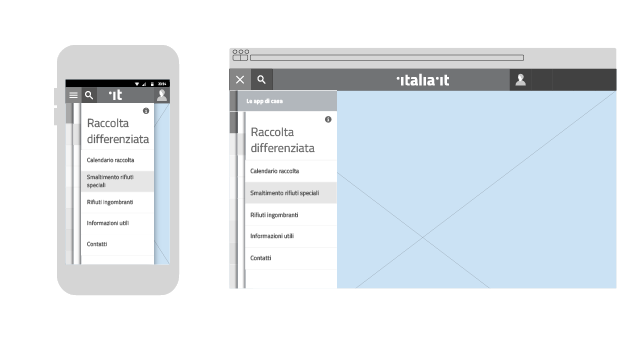 ·it
Raccolta
differenziata
Calendario raccolta
Smaltimento rifiuti
speciali
Rifiuti ingombranti
Informazioni utili
Contatti
·italia·it
Le app di casa
Raccolta
differenziata
Calendario raccolta
Smaltimento rifiuti speciali
Rifiuti ingombranti
Informazioni utili
Contatti